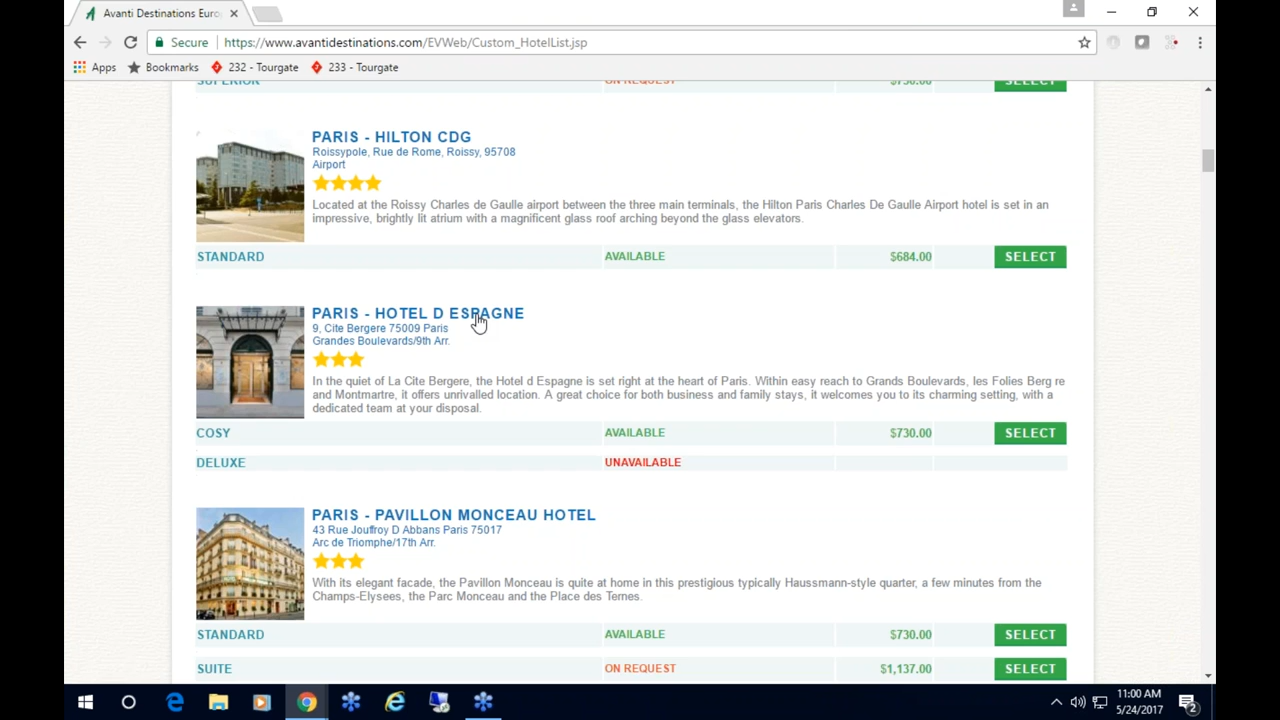 Avanti Destinations Euro
Secure https://www.avantidestinations.com/EVWeb/Custom_HotelList.jsp
Apps Bookmarks 232 - Tourgate 233 - Tourgate
SUPERIOR ON REQUEST $730.00 SELECT
PARIS - HILTON CDG
Roissypole, Rue de Rome, Roissy, 95708
Airport
Located at the Roissy Charles de Gaulle airport between the three main terminals, the Hilton Paris Charles De Gaulle Airport hotel is set in an
impressive, brightly lit atrium with a magnificent glass roof arching beyond the glass elevators.
STANDARD AVAILABLE $684.00 SELECT
PARIS - HOTEL D ESPAGNE
9, Cite Bergere 75009 Paris
Grandes Boulevards/9th Arr.
In the quiet of La Cite Bergere, the Hotel d Espagne is set right at the heart of Paris. Within easy reach to Grands Boulevards, les Folies Berg re
and Montmartre, it offers unrivalled location. A great choice for both business and family stays, it welcomes you to its charming setting, with a
dedicated team at your disposal.
COSY AVAILABLE $730.00 SELECT
DELUXE UNAVAILABLE
PARIS - PAVILLON MONCEAU HOTEL
43 Rue Jouffroy D Abbans Paris 75017
Arc de Triomphe/17th Arr.
With its elegant facade, the Pavillon Monceau is quite at home in this prestigious typically Haussmann-style quarter, a few minutes from the
Champs-Elysees, the Parc Monceau and the Place des Ternes.
STANDARD AVAILABLE $730.00 SELECT
SUITE ON REQUEST $1,137.00 SELECT
11:00 AM
5/24/2017
2